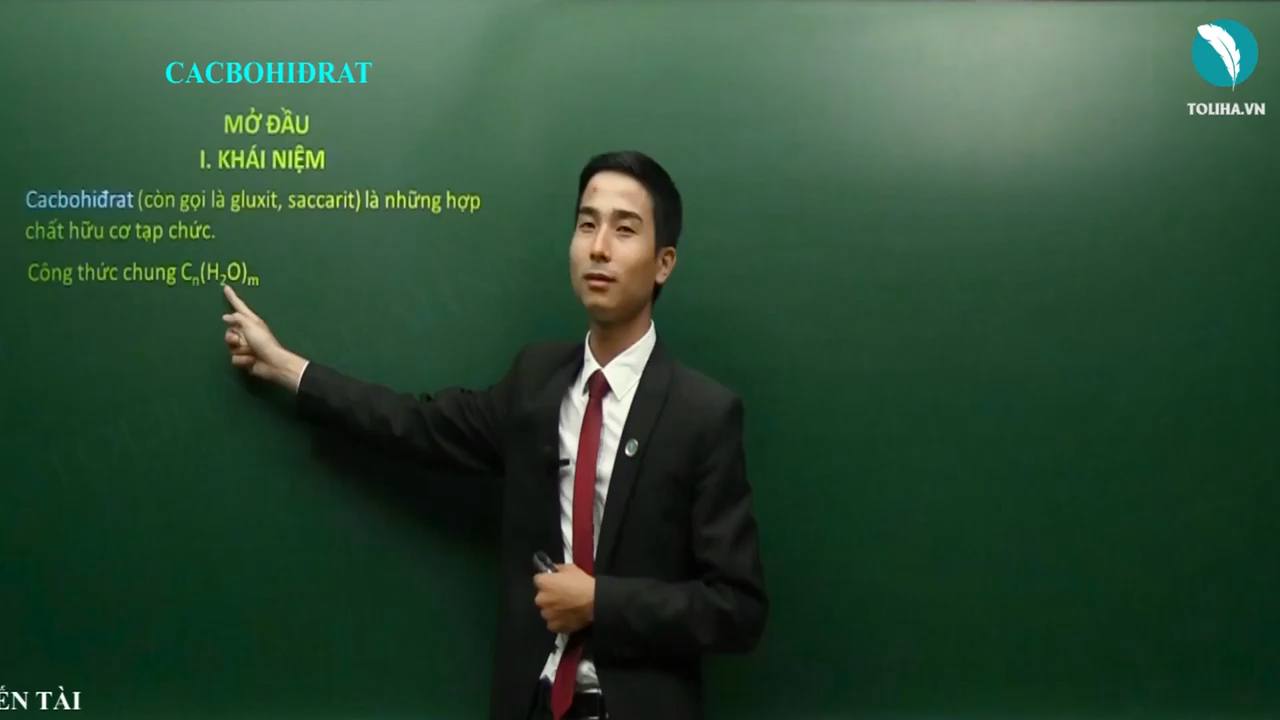 CACBOHIĐRAT
MỞ ĐẦU
I. KHÁI NIỆM
Cacbohiđrat (còn gọi là gluxit, saccarit) là những hợp
chất hữu cơ tạp chức.
Công thức chung Cₙ(H₂O)ₘ
TOLIHA.VN
TÀI